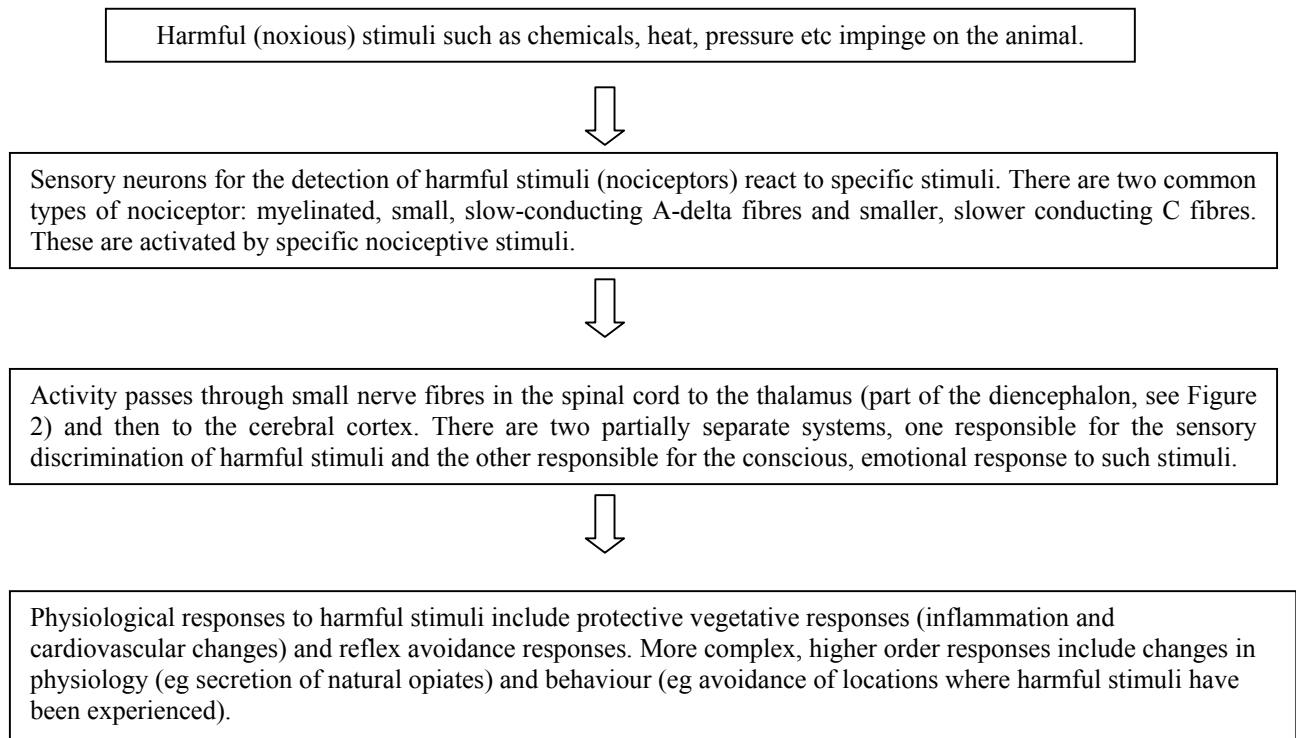 Harmful (noxious) stimuli such as chemicals, heat, pressure etc impinge on the animal.
Sensory neurons for the detection of harmful stimuli (nociceptors) react to specific stimuli. There are two common
types of nociceptor: myelinated, small, slow-conducting A-delta fibres and smaller, slower conducting C fibres.
These are activated by specific nociceptive stimuli.
Activity passes through small nerve fibres in the spinal cord to the thalamus (part of the diencephalon, see Figure
2) and then to the cerebral cortex. There are two partially separate systems, one responsible for the sensory
discrimination of harmful stimuli and the other responsible for the conscious, emotional response to such stimuli.
Physiological responses to harmful stimuli include protective vegetative responses (inflammation and
cardiovascular changes) and reflex avoidance responses. More complex, higher order responses include changes in
physiology (eg secretion of natural opiates) and behaviour (eg avoidance of locations where harmful stimuli have
been experienced).